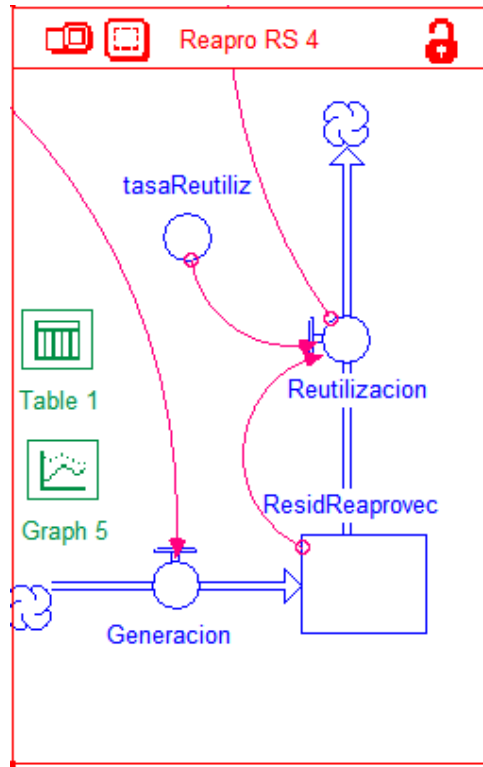 Reapro RS 4
tasaReutiliz
Reutilizacion
Table 1
Graph 5
ResidReaprovec
Generacion